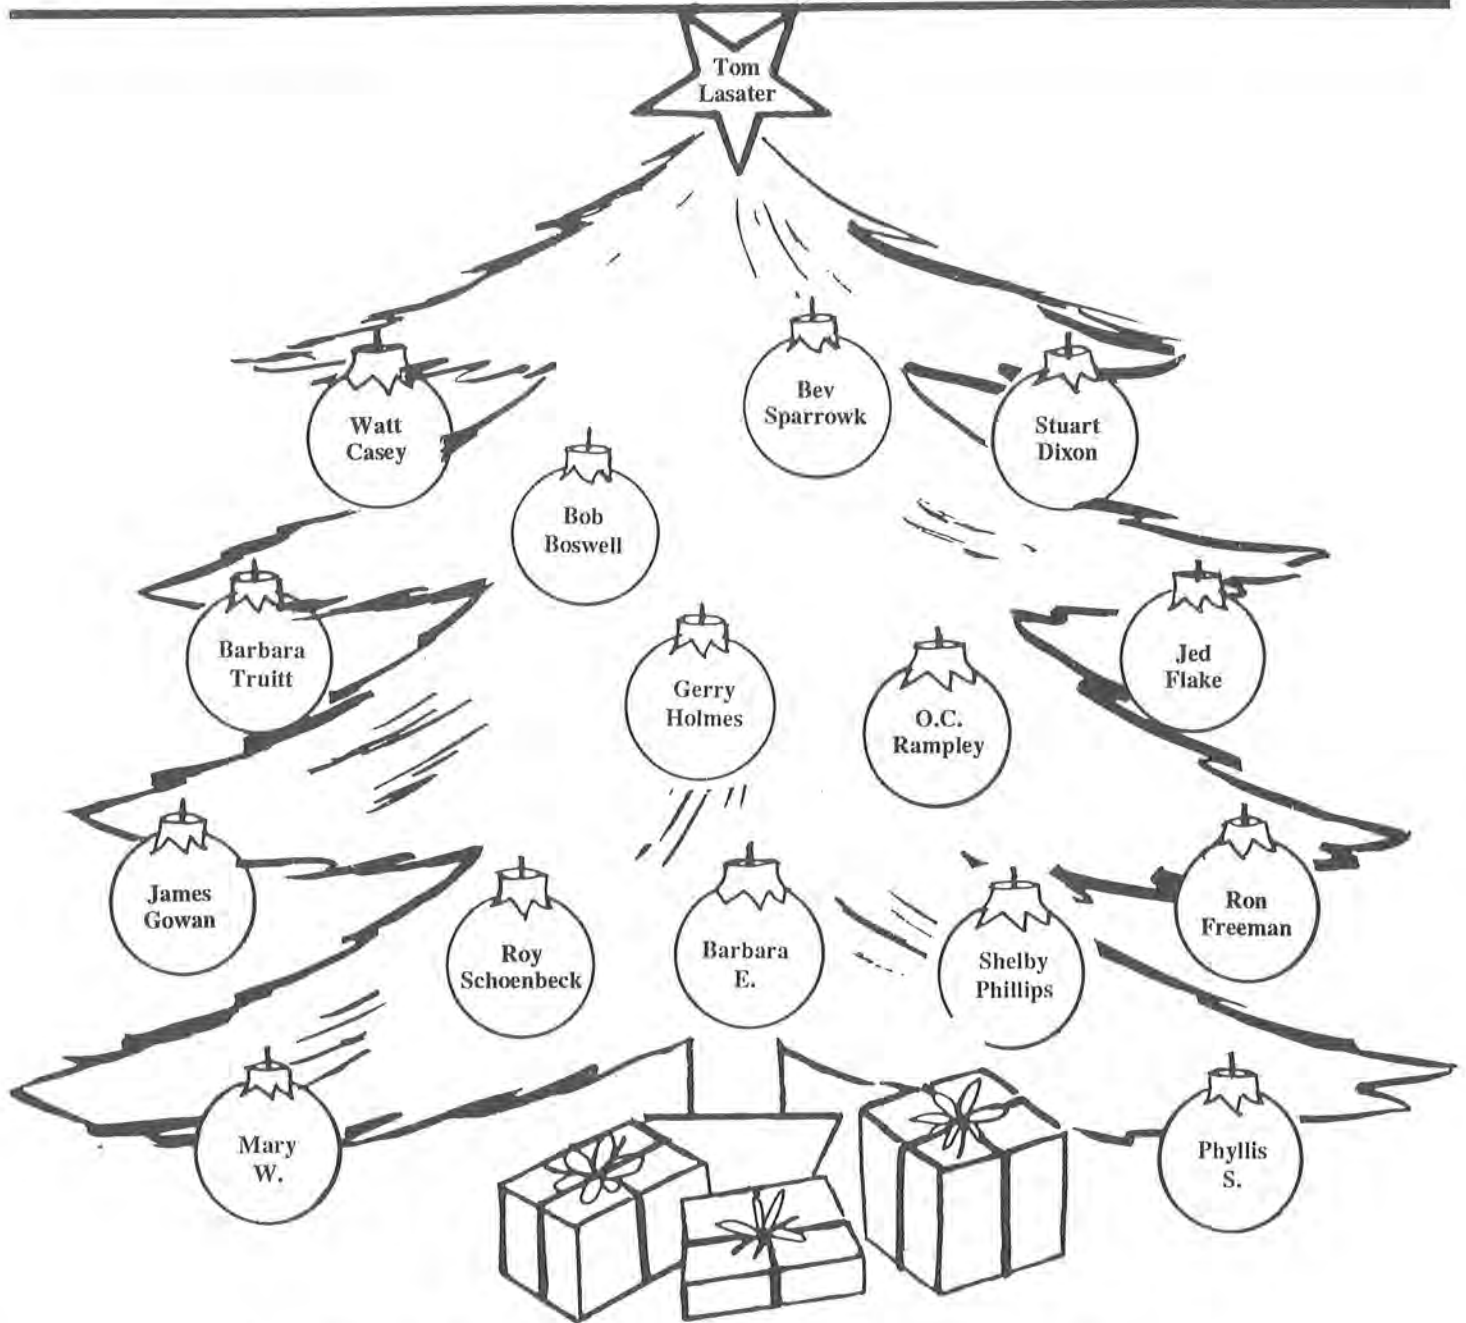 Tom
Lasater
Bev
Sparrowk
Watt
Casey
Stuart
Dixon
Bob
Boswell
Barbara
Truitt
Jed
Flake
Gerry
Holmes
O.C.
Rampley
James
Gowan
Ron
Freeman
Roy
Schoenbeck
Barbara
E.
Shelby
Phillips
Mary
W.
Phyllis
S.